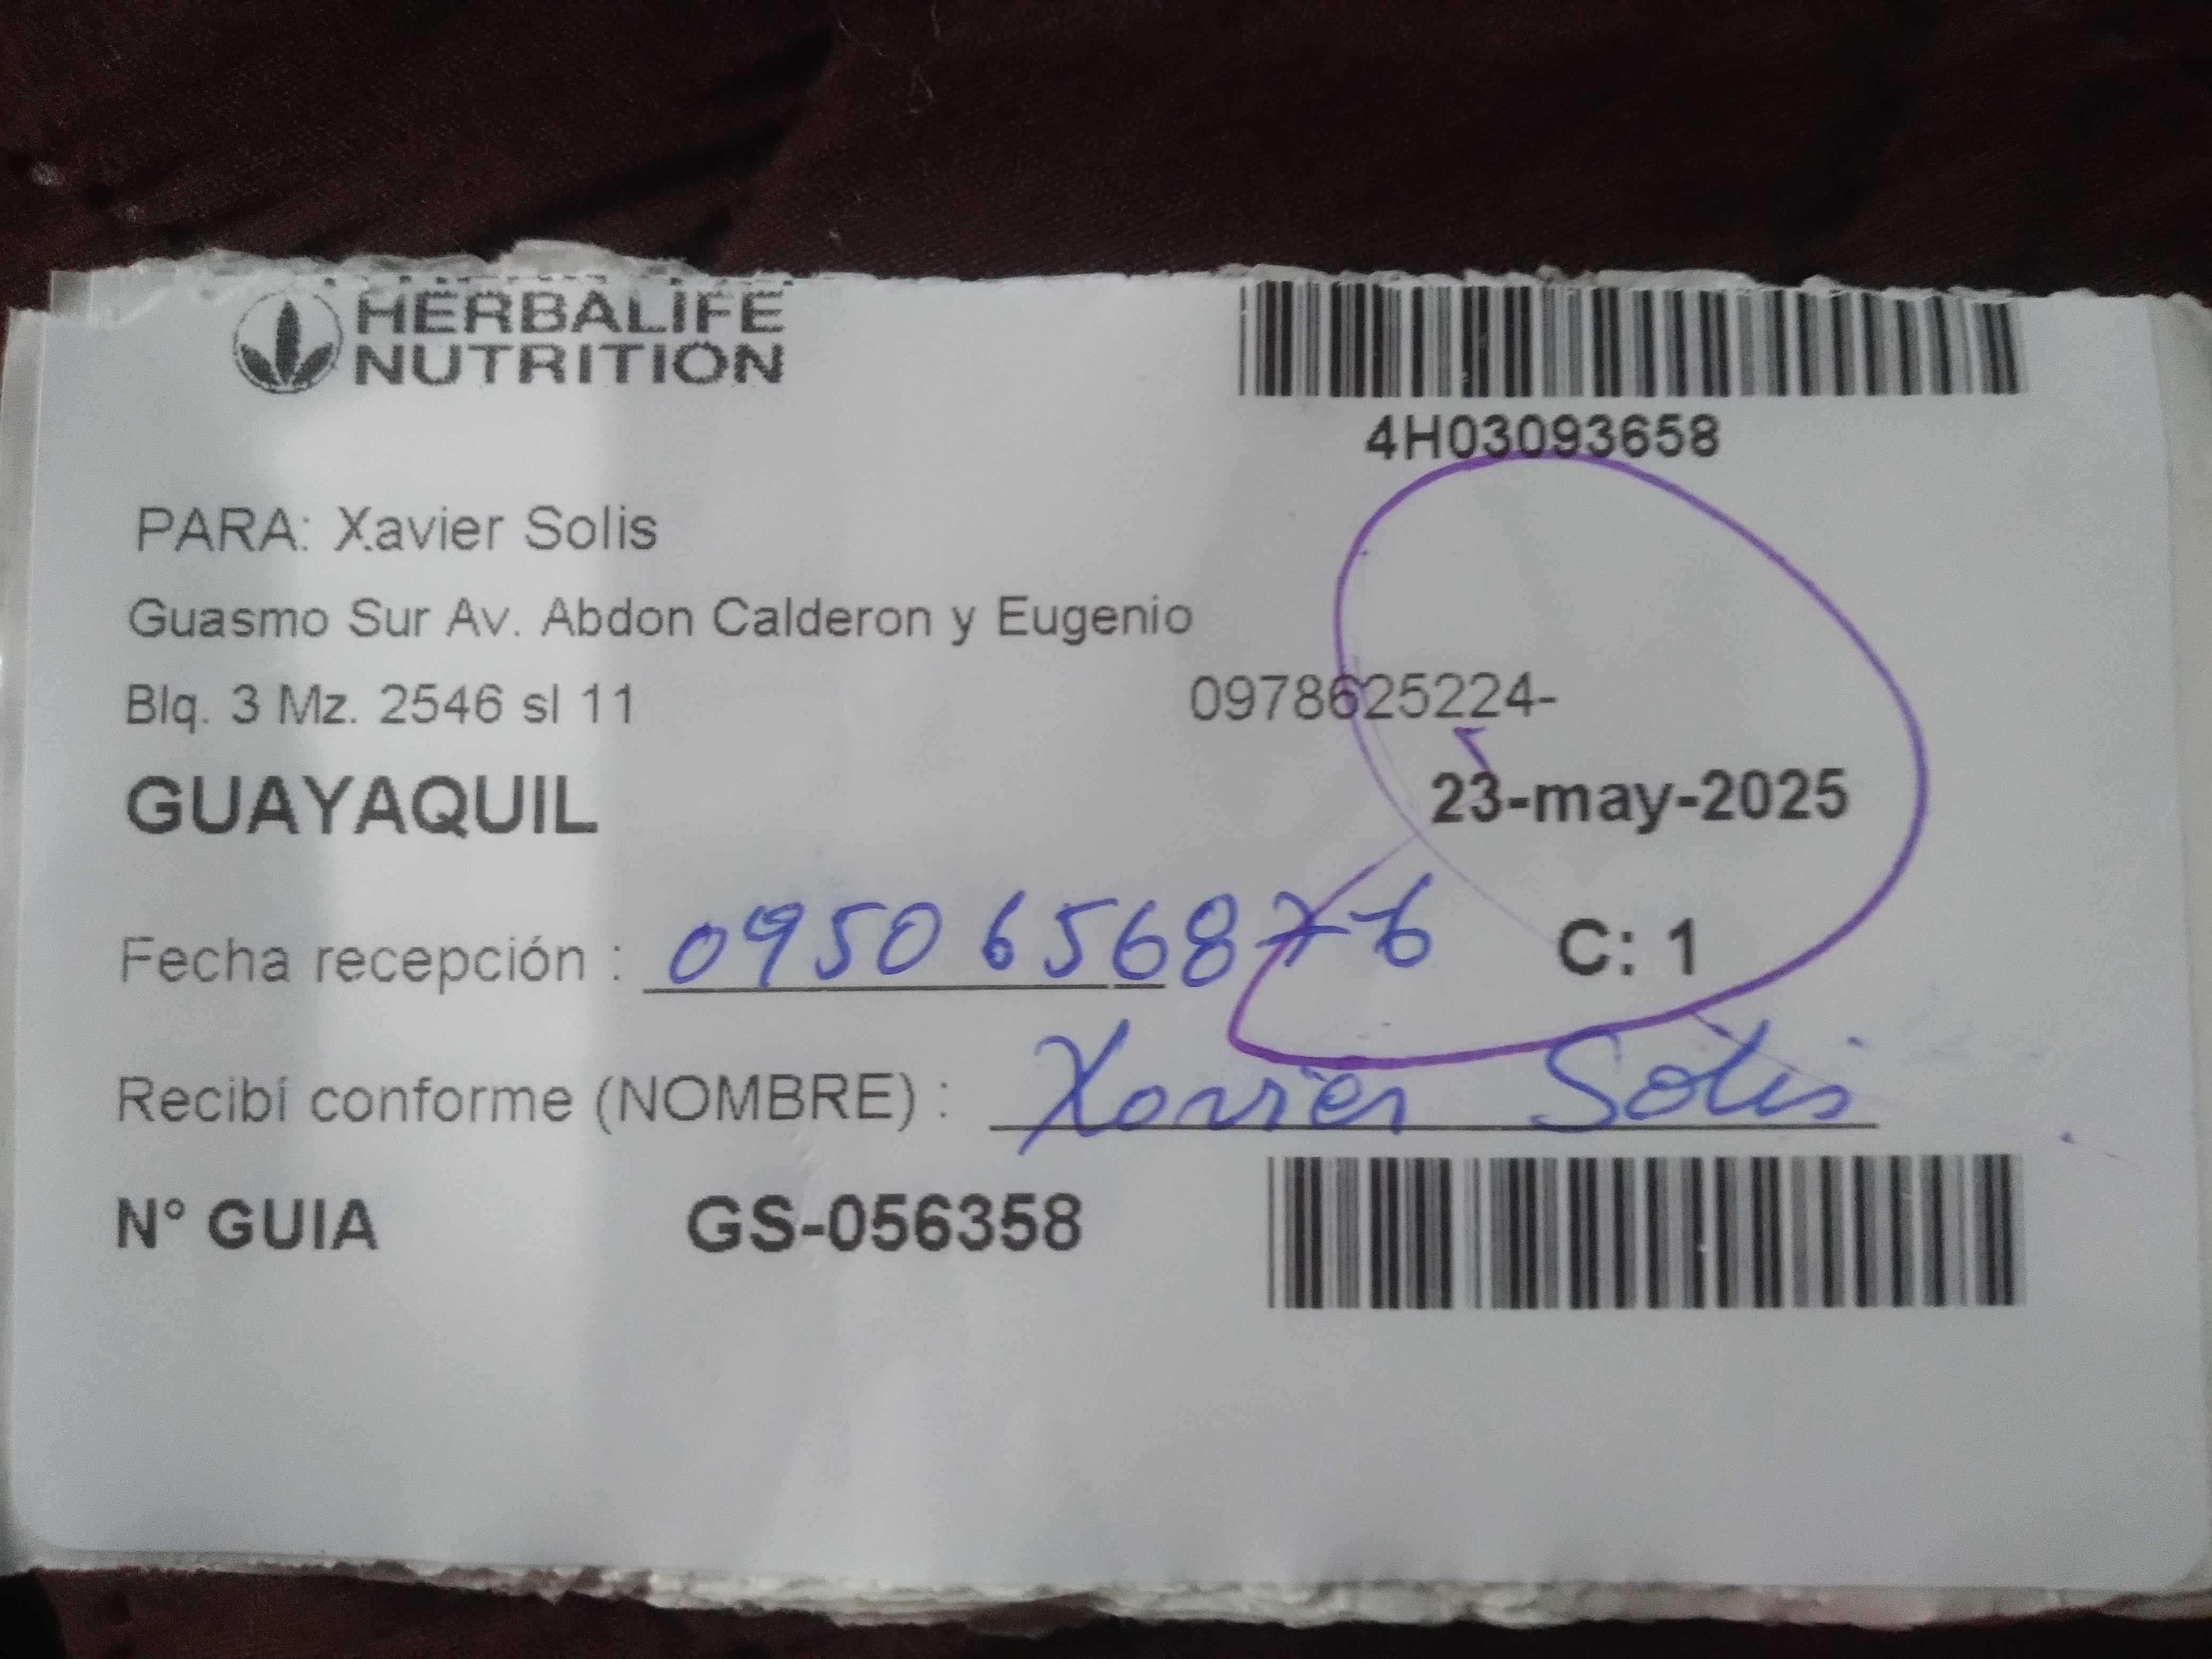 HERBALIFE
NUTRITION
4H03093658
PARA: Xavier Solis
Guasmo Sur Av. Abdon Calderon y Eugenio
Blq. 3 Mz. 2546 sl 11
0978625224-
GUAYAQUIL
23-may-2025
Fecha recepción : 0950656876
C: 1
Recibí conforme (NOMBRE) : Xavier Solis
N° GUIA GS-056358